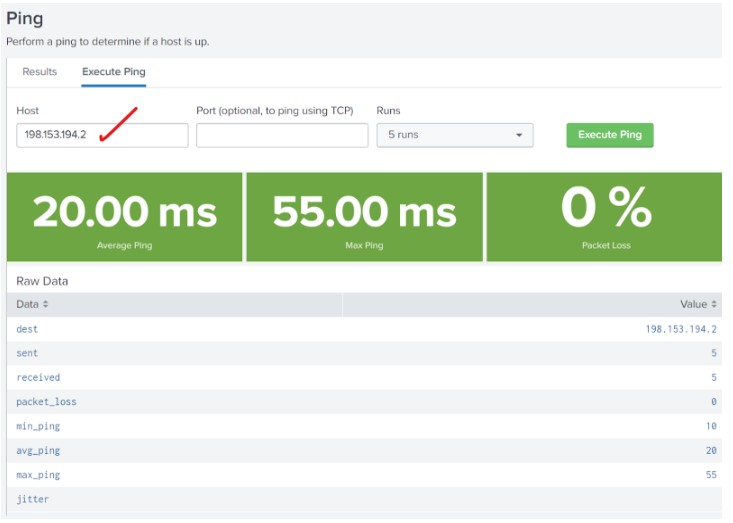 Ping
Perform a ping to determine if a host is up.
Results Execute Ping
Host Port (optional, to ping using TCP) Runs
198.153.194.2 5 runs Execute Ping
20.00 ms 55.00 ms 0 %
Average Ping Max Ping Packet Loss
Raw Data
Data Value
dest 198.153.194.2
sent 5
received 5
packet_loss 0
min_ping 10
avg_ping 20
max_ping 55
jitter